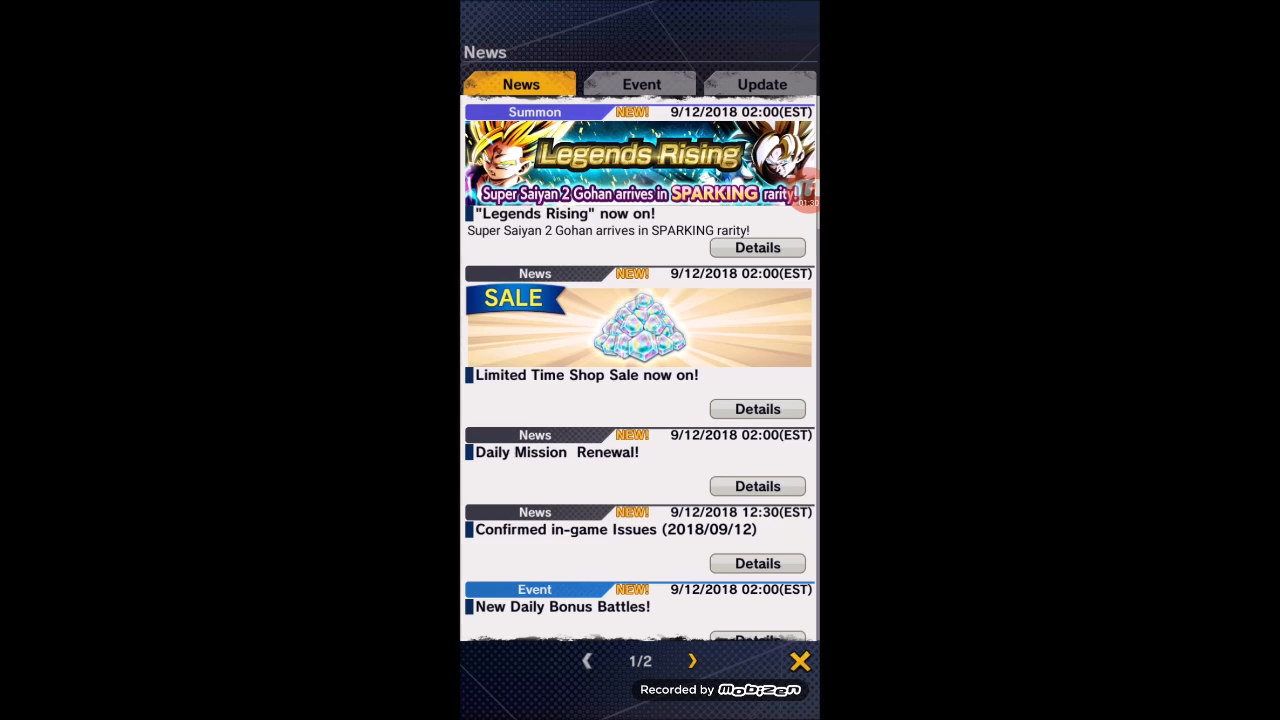 News
News Event Update
Summon NEW! 9/12/2018 02:00(EST)
Legends Rising
Super Saiyan 2 Gohan arrives in SPARKING rarity!
01:30
"Legends Rising" now on!
Super Saiyan 2 Gohan arrives in SPARKING rarity!
Details
News NEW! 9/12/2018 02:00(EST)
SALE
Limited Time Shop Sale now on!
Details
News NEW! 9/12/2018 02:00(EST)
Daily Mission Renewal!
Details
News NEW! 9/12/2018 12:30(EST)
Confirmed in-game Issues (2018/09/12)
Details
Event NEW! 9/12/2018 02:00(EST)
New Daily Bonus Battles!
Details
1/2
Recorded by mobizen